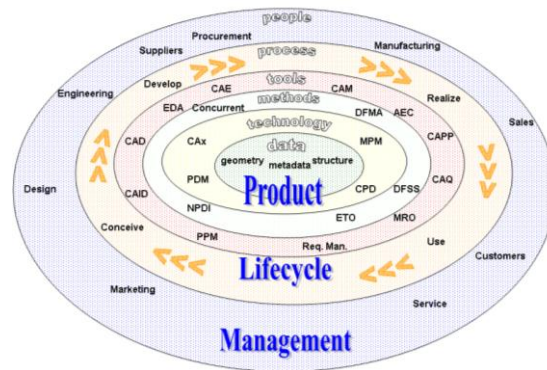 people
Procurement
Suppliers
Manufacturing
process
Engineering
Develop
Realize
tools
CAE
CAM
methods
EDA
Concurrent
DFMA
AEC
Sales
technology
CAD
CAx
MPM
CAPP
data
geometry
metadata
structure
Design
CAID
PDM
Product
CPD
DFSS
CAQ
NPDI
ETO
MRO
Conceive
PPM
Req. Man.
Use
Customers
Lifecycle
Marketing
Service
Management